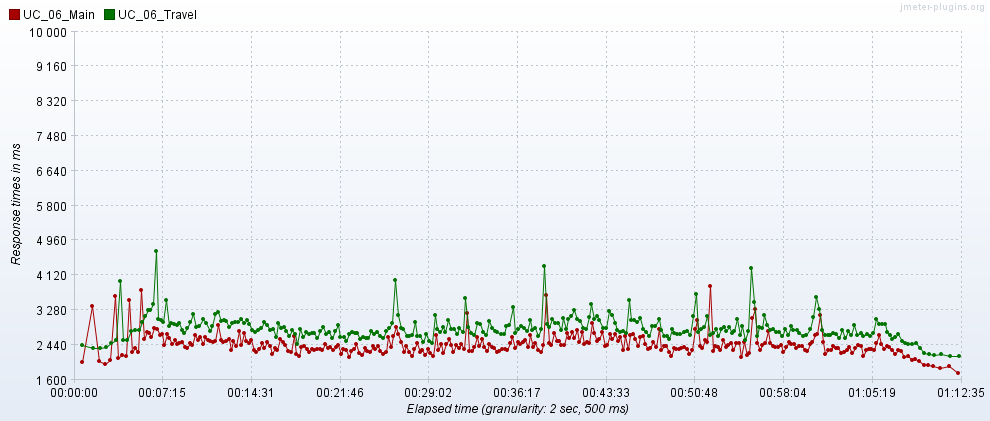 UC_06_Main UC_06_Travel
jmeter-plugins.org
10 000
9 160
8 320
7 480
6 640
5 800
4 960
4 120
3 280
2 440
1 600
Response times in ms
00:00:00 00:07:15 00:14:31 00:21:46 00:29:02 00:36:17 00:43:33 00:50:48 00:58:04 01:05:19 01:12:35
Elapsed time (granularity: 2 sec, 500 ms)